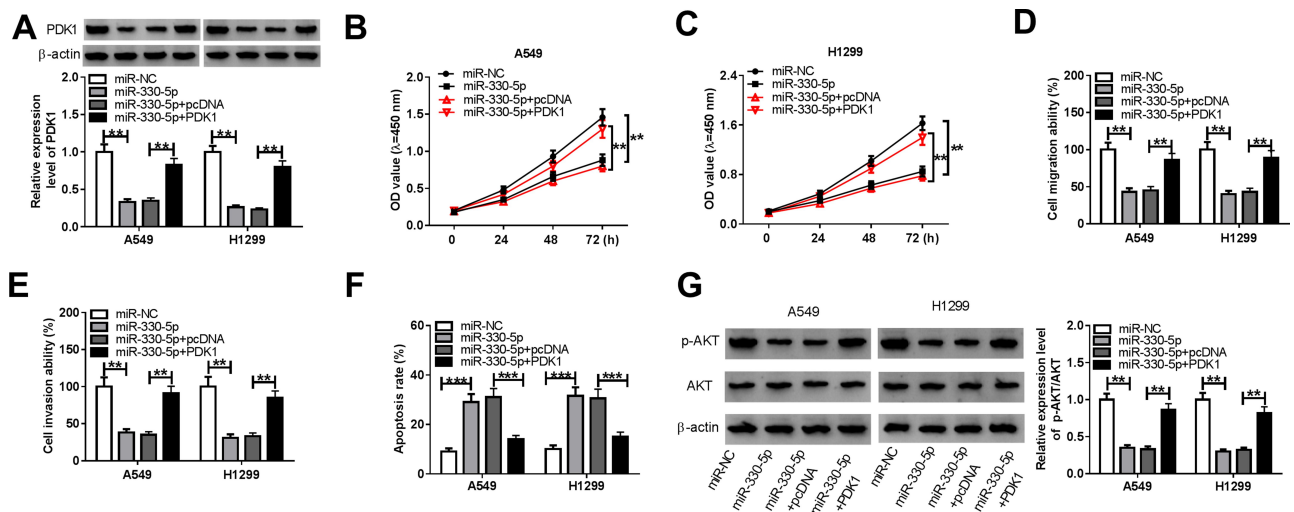 A
PDK1
β-actin
miR-NC
miR-330-5p
miR-330-5p+pcDNA
miR-330-5p+PDK1
Relative expression
level of PDK1
2.0
1.5
1.0
0.5
0.0
** ** ** **
A549 H1299
B
A549
miR-NC
miR-330-5p
miR-330-5p+pcDNA
miR-330-5p+PDK1
OD value (λ=450 nm)
2.0
1.5
1.0
0.5
0.0
** **
0 24 48 72 (h)
C
H1299
miR-NC
miR-330-5p
miR-330-5p+pcDNA
miR-330-5p+PDK1
OD value (λ=450 nm)
2.4
1.8
1.2
0.6
0.0
** **
0 24 48 72 (h)
D
miR-NC
miR-330-5p
miR-330-5p+pcDNA
miR-330-5p+PDK1
Cell migration ability (%)
200
150
100
50
0
** ** ** **
A549 H1299
E
miR-NC
miR-330-5p
miR-330-5p+pcDNA
miR-330-5p+PDK1
Cell invasion ability (%)
200
150
100
50
0
** ** ** **
A549 H1299
F
miR-NC
miR-330-5p
miR-330-5p+pcDNA
miR-330-5p+PDK1
Apoptosis rate (%)
80
60
40
20
0
*** *** *** ***
A549 H1299
G
A549 H1299
p-AKT
AKT
β-actin
miR-NC
miR-330-5p
miR-330-5p
+pcDNA
miR-330-5p
+PDK1
miR-NC
miR-330-5p
miR-330-5p
+pcDNA
miR-330-5p
+PDK1
miR-NC
miR-330-5p
miR-330-5p+pcDNA
miR-330-5p+PDK1
Relative expression level
of p-AKT/AKT
2.0
1.5
1.0
0.5
0.0
** ** ** **
A549 H1299